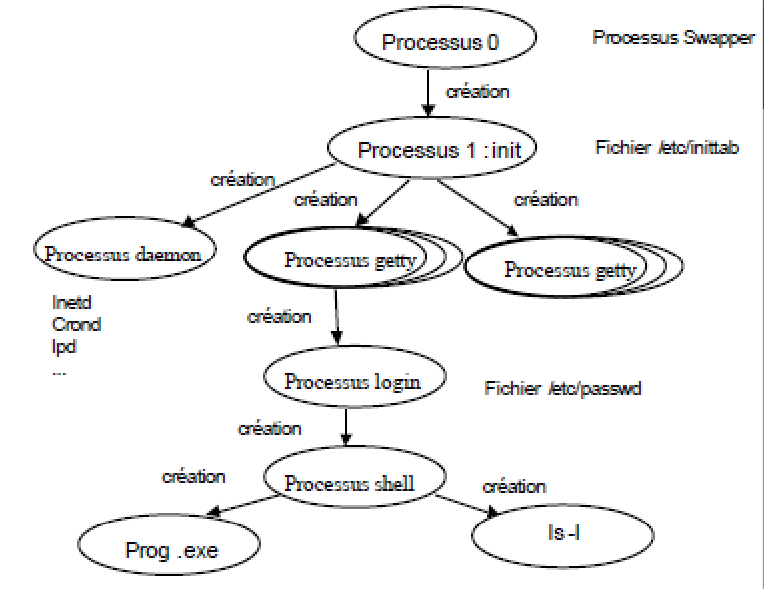 Processus 0
Processus Swapper
création
Processus 1 : init
Fichier /etc/inittab
création
création
création
Processus daemon
Processus getty
Processus getty
Inetd
Crond
lpd
...
création
Processus login
Fichier /etc/passwd
création
Processus shell
création
création
Prog .exe
ls -l